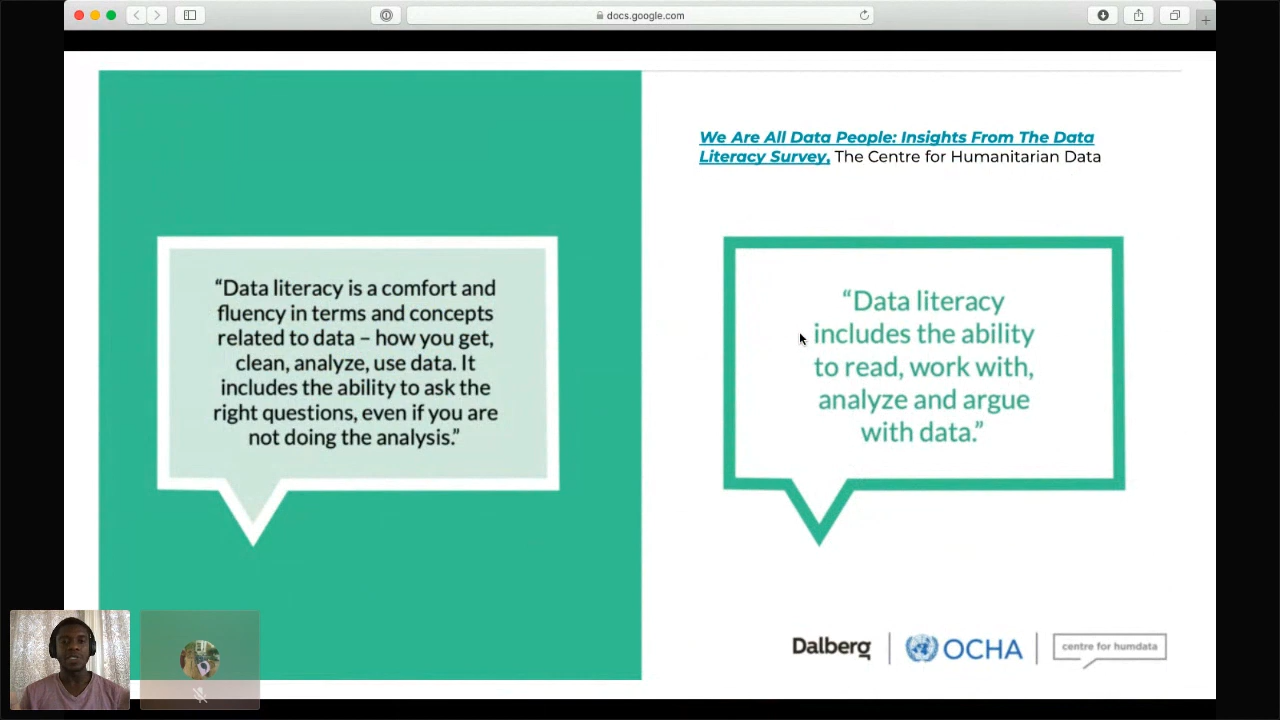 docs.google.com
We Are All Data People: Insights From The Data
Literacy Survey, The Centre for Humanitarian Data
“Data literacy is a comfort and
fluency in terms and concepts
related to data – how you get,
clean, analyze, use data. It
includes the ability to ask the
right questions, even if you are
not doing the analysis.”
“Data literacy
includes the ability
to read, work with,
analyze and argue
with data.”
Dalberg
OCHA
centre for humdata